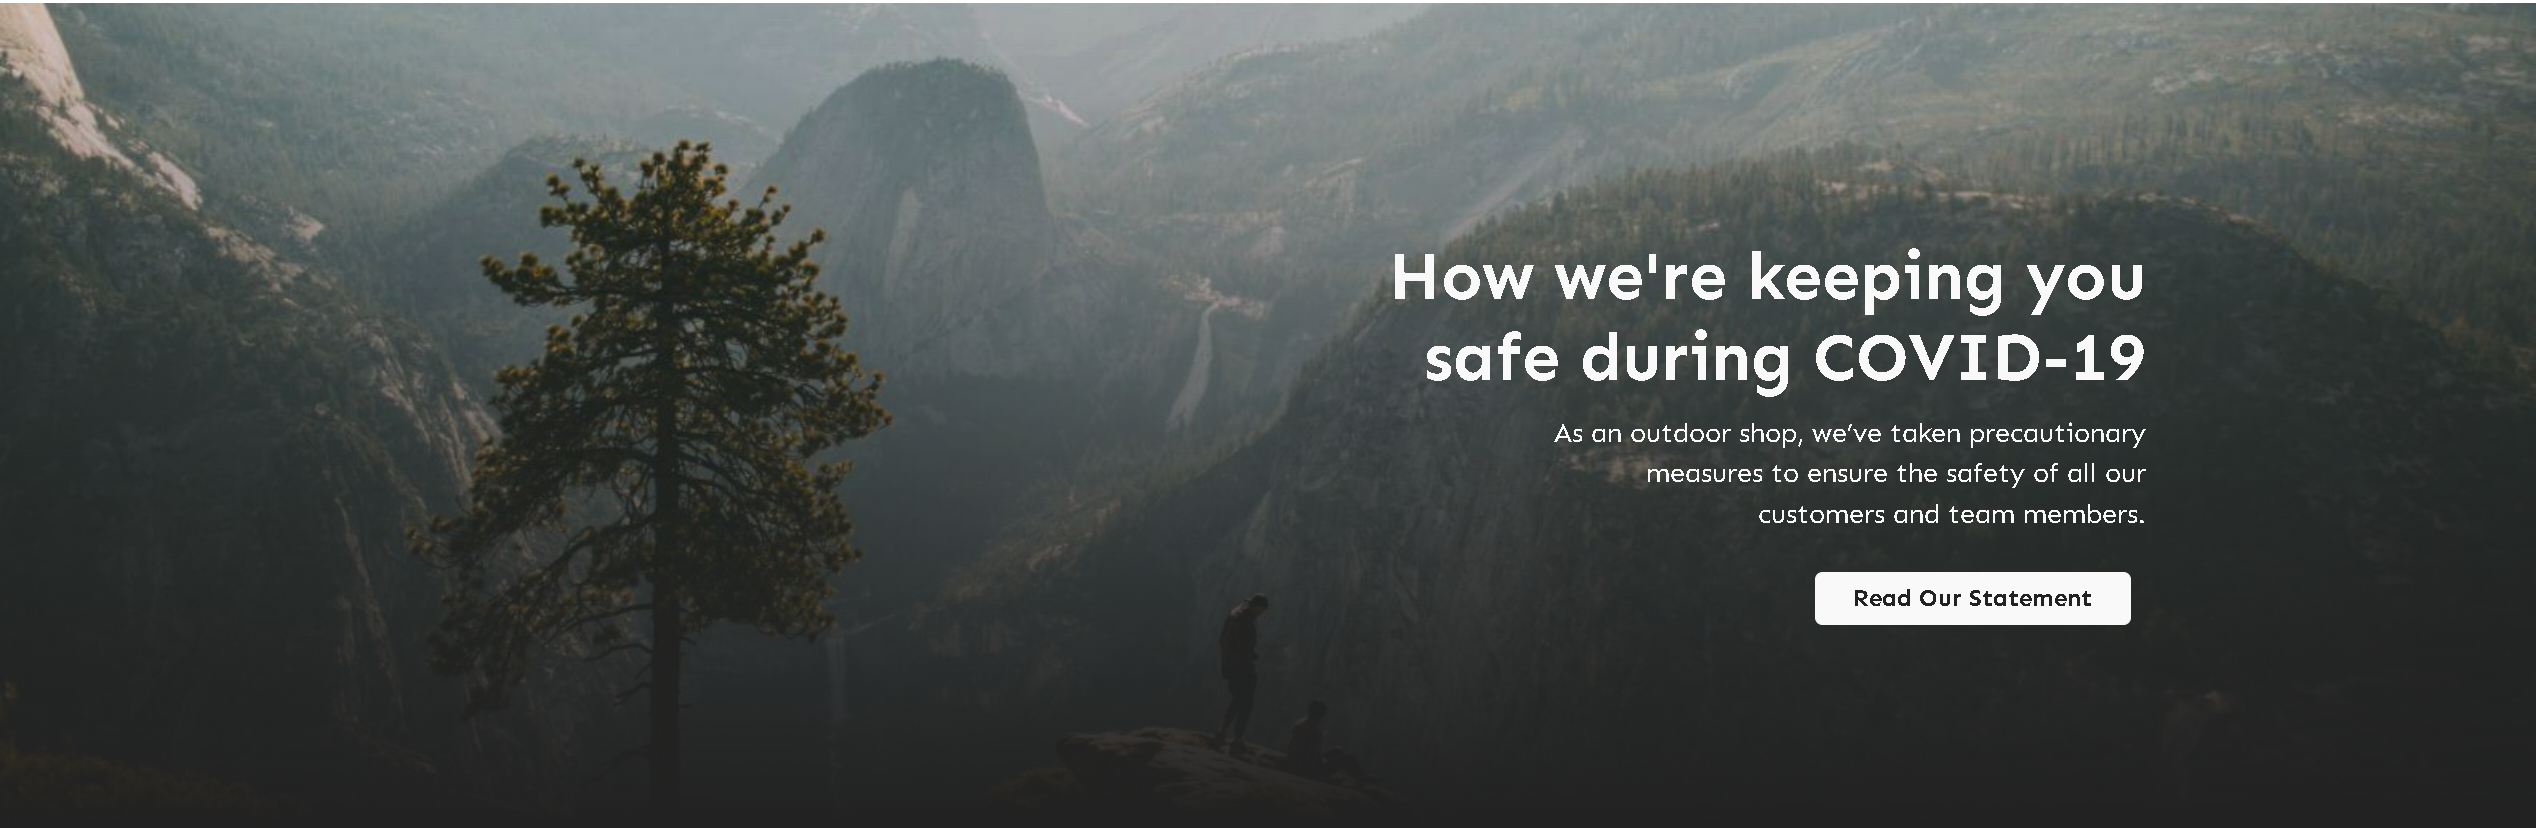 How we're keeping you
safe during COVID-19
As an outdoor shop, we’ve taken precautionary
measures to ensure the safety of all our
customers and team members.
Read Our Statement